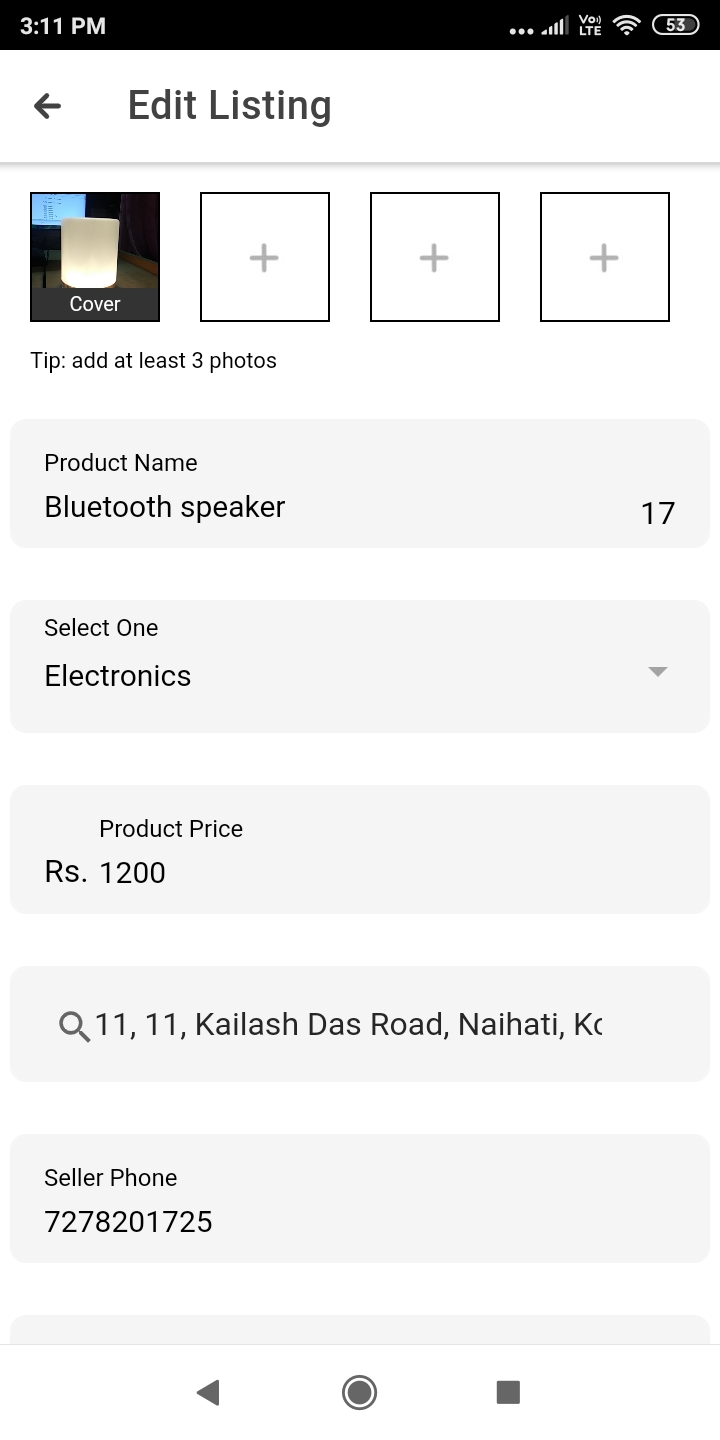 3:11 PM
Vo)) LTE
53
Edit Listing
Cover
Tip: add at least 3 photos
Product Name
Bluetooth speaker
17
Select One
Electronics
Product Price
Rs. 1200
11, 11, Kailash Das Road, Naihati,
Seller Phone
7278201725